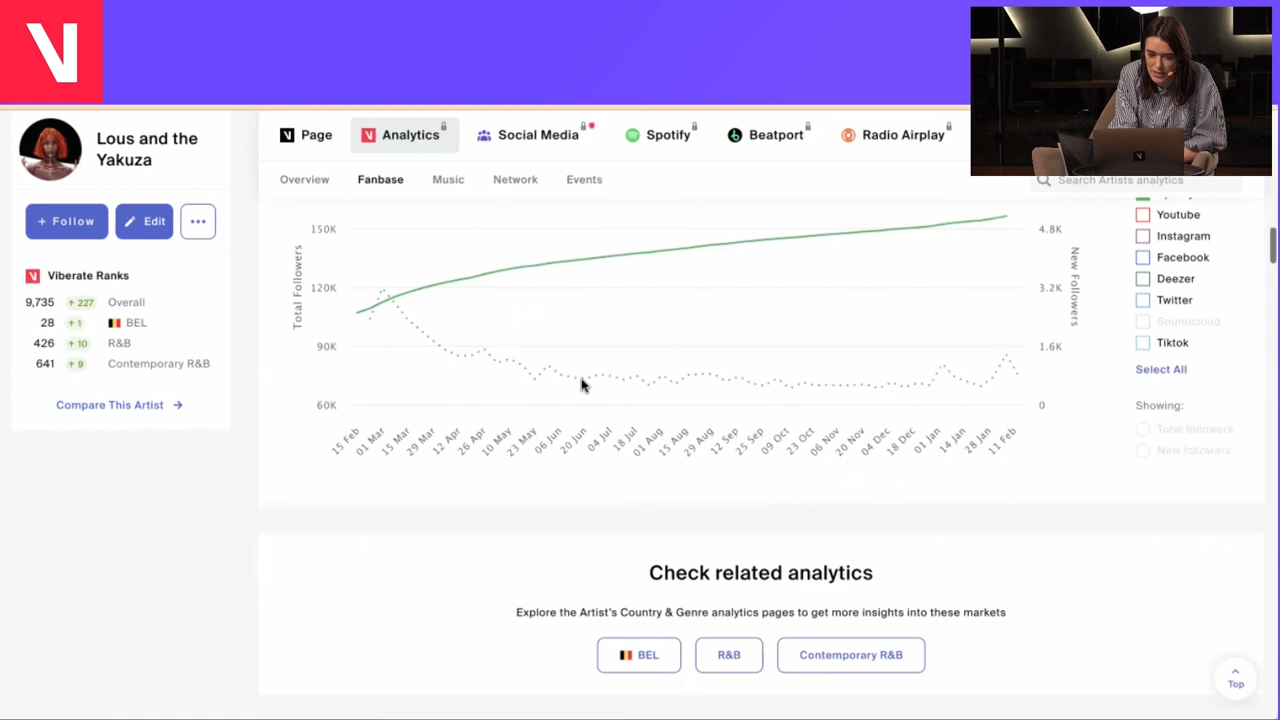 Lous and the
Yakuza
+ Follow
Edit
Viberate Ranks
9,735 ↑ 227 Overall
28 ↑ 1 BEL
426 ↑ 10 R&B
641 ↑ 9 Contemporary R&B
Compare This Artist →
Page
Analytics
Social Media
Spotify
Beatport
Radio Airplay
Overview
Fanbase
Music
Network
Events
Search Artists analytics
Total Followers
150K
120K
90K
60K
4.8K
3.2K
1.6K
0
New Followers
15 Feb
01 Mar
15 Mar
29 Mar
12 Apr
26 Apr
10 May
23 May
06 Jun
20 Jun
04 Jul
18 Jul
01 Aug
15 Aug
29 Aug
12 Sep
25 Sep
09 Oct
23 Oct
06 Nov
20 Nov
04 Dec
18 Dec
01 Jan
14 Jan
28 Jan
11 Feb
Youtube
Instagram
Facebook
Deezer
Twitter
Soundcloud
Tiktok
Select All
Showing:
Total followers
New followers
Check related analytics
Explore the Artist's Country & Genre analytics pages to get more insights into these markets
BEL
R&B
Contemporary R&B
Top